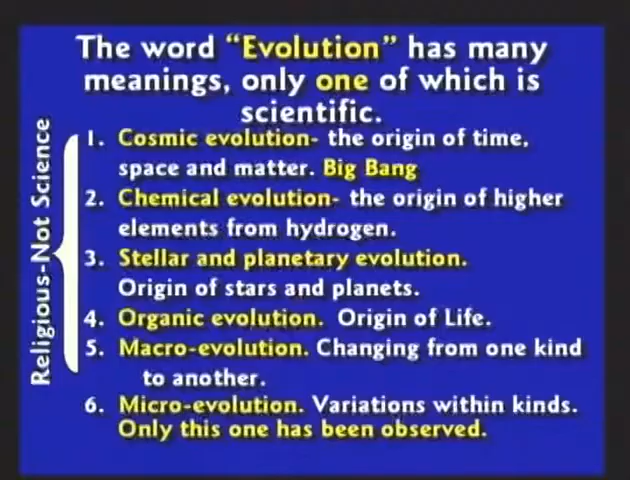 The word “Evolution” has many
meanings, only one of which is
scientific.
Religious-Not Science
1. Cosmic evolution- the origin of time,
space and matter. Big Bang
2. Chemical evolution- the origin of higher
elements from hydrogen.
3. Stellar and planetary evolution.
Origin of stars and planets.
4. Organic evolution. Origin of Life.
5. Macro-evolution. Changing from one kind
to another.
6. Micro-evolution. Variations within kinds.
Only this one has been observed.